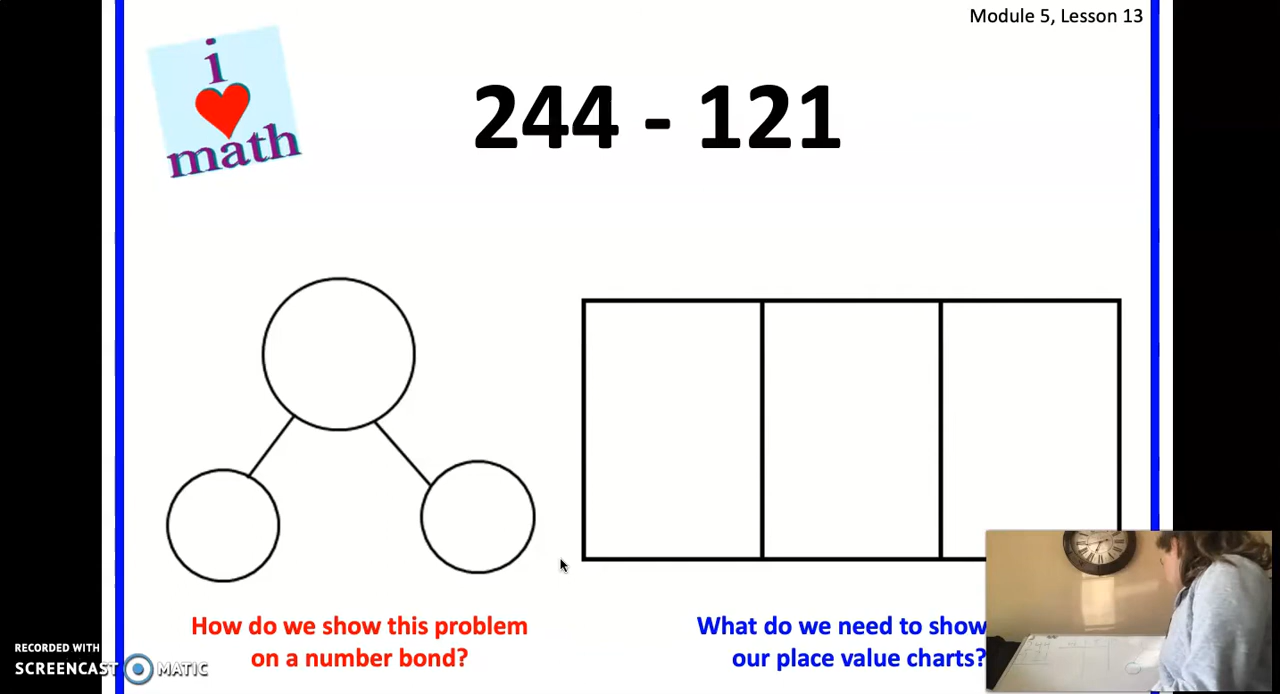 Module 5, Lesson 13
i
math
244 - 121
How do we show this problem
on a number bond?
What do we need to show
our place value charts?
RECORDED WITH
SCREENCAST MATIC